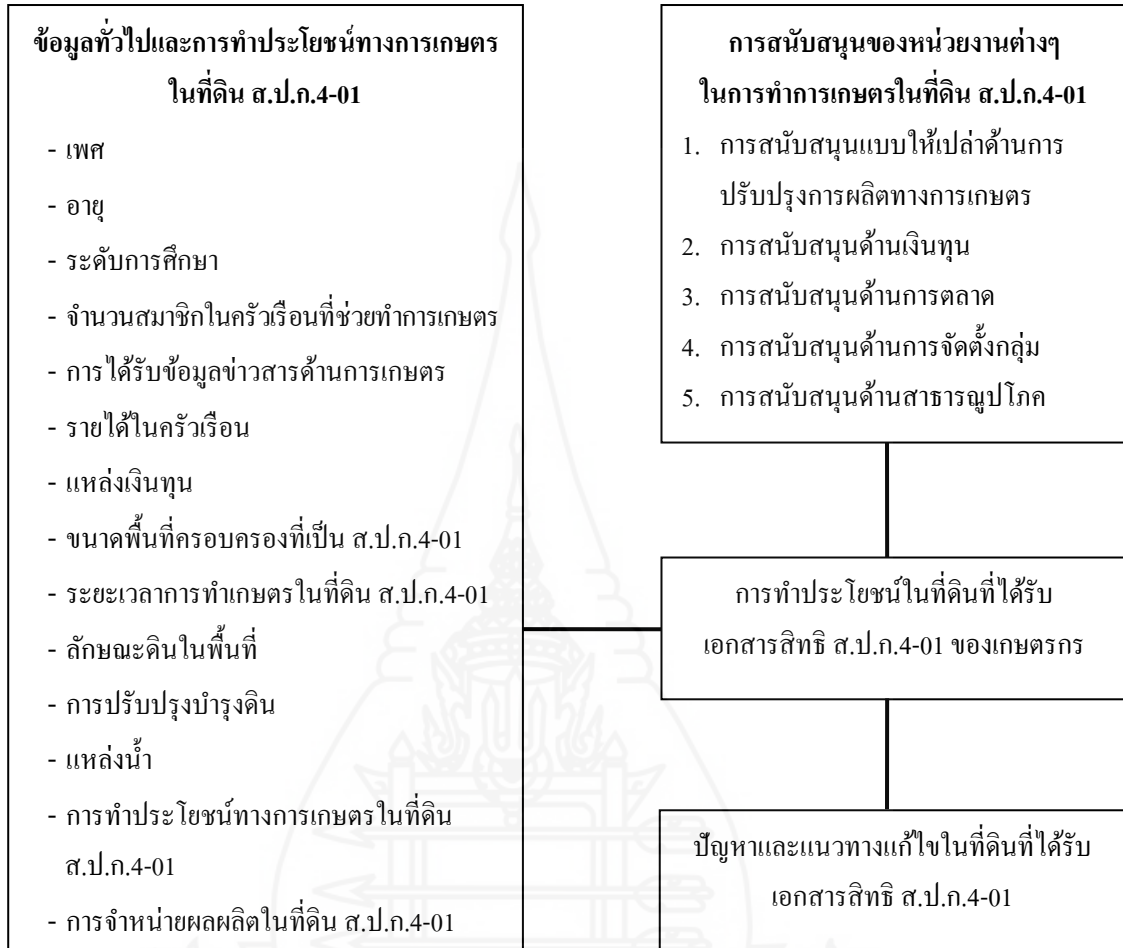 ข้อมูลทั่วไปและการทำประโยชน์ทางการเกษตร
ในที่ดิน ส.ป.ก.4-01
- เพศ
- อายุ
- ระดับการศึกษา
- จำนวนสมาชิกในครัวเรือนที่ช่วยทำการเกษตร
- การได้รับข้อมูลข่าวสารด้านการเกษตร
- รายได้ในครัวเรือน
- แหล่งเงินทุน
- ขนาดพื้นที่ครอบครองที่เป็น ส.ป.ก.4-01
- ระยะเวลาการทำเกษตรในที่ดิน ส.ป.ก.4-01
- ลักษณะดินในพื้นที่
- การปรับปรุงบำรุงดิน
- แหล่งน้ำ
- การทำประโยชน์ทางการเกษตรในที่ดิน
ส.ป.ก.4-01
- การจำหน่ายผลผลิตในที่ดิน ส.ป.ก.4-01
การสนับสนุนของหน่วยงานต่างๆ
ในการทำการเกษตรในที่ดิน ส.ป.ก.4-01
1. การสนับสนุนแบบให้เปล่าด้านการ
ปรับปรุงการผลิตทางการเกษตร
2. การสนับสนุนด้านเงินทุน
3. การสนับสนุนด้านการตลาด
4. การสนับสนุนด้านการจัดตั้งกลุ่ม
5. การสนับสนุนด้านสาธารณูปโภค
การทำประโยชน์ในที่ดินที่ได้รับ
เอกสารสิทธิ ส.ป.ก.4-01 ของเกษตรกร
ปัญหาและแนวทางแก้ไขในที่ดินที่ได้รับ
เอกสารสิทธิ ส.ป.ก.4-01